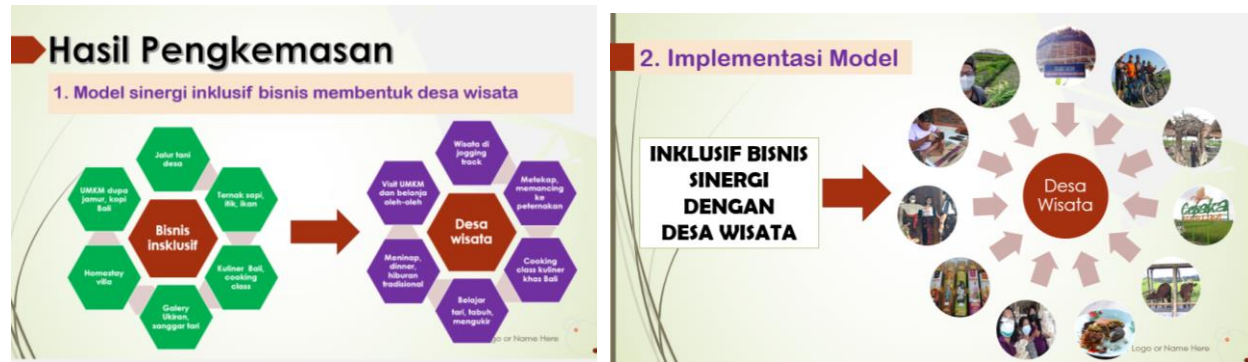 Hasil Pengkemasan
1. Model sinergi inklusif bisnis membentuk desa wisata
Jalur tani
desa
UMKM dupa
jamur, kopi
Bali
Ternak sapi,
itik, ikan
Bisnis
insklusif
Homestay
villa
Kuliner Bali,
cooking
class
Galery
Ukiran,
sanggar tari
Wisata di
jogging
track
Visit UMKM
dan belanja
oleh-oleh
Metekap,
memancing
ke
peternakan
Desa
wisata
Meninap,
dinner,
hiburan
tradisional
Cooking
class kuliner
khas Bali
Belajar
tari, tabuh,
mengukir
go or Name Here
2. Implementasi Model
INKLUSIF BISNIS
SINERGI
DENGAN
DESA WISATA
Desa
Wisata
Logo or Name Here